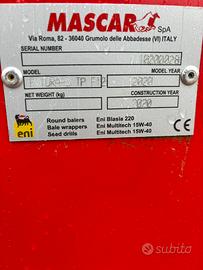 MASCAR SpA
Via Roma, 82 - 36040 Grumolo delle Abbadesse (VI) ITALY
SERIAL NUMBER
MODEL
MODEL YEAR
2020
NET WEIGHT (kg)
CONSTRUCTION YEAR
2020
Round balers Eni Blasia 220
Bale wrappers Eni Multitech 15W-40
Seed drills Eni Multitech 15W-40
eni
subito